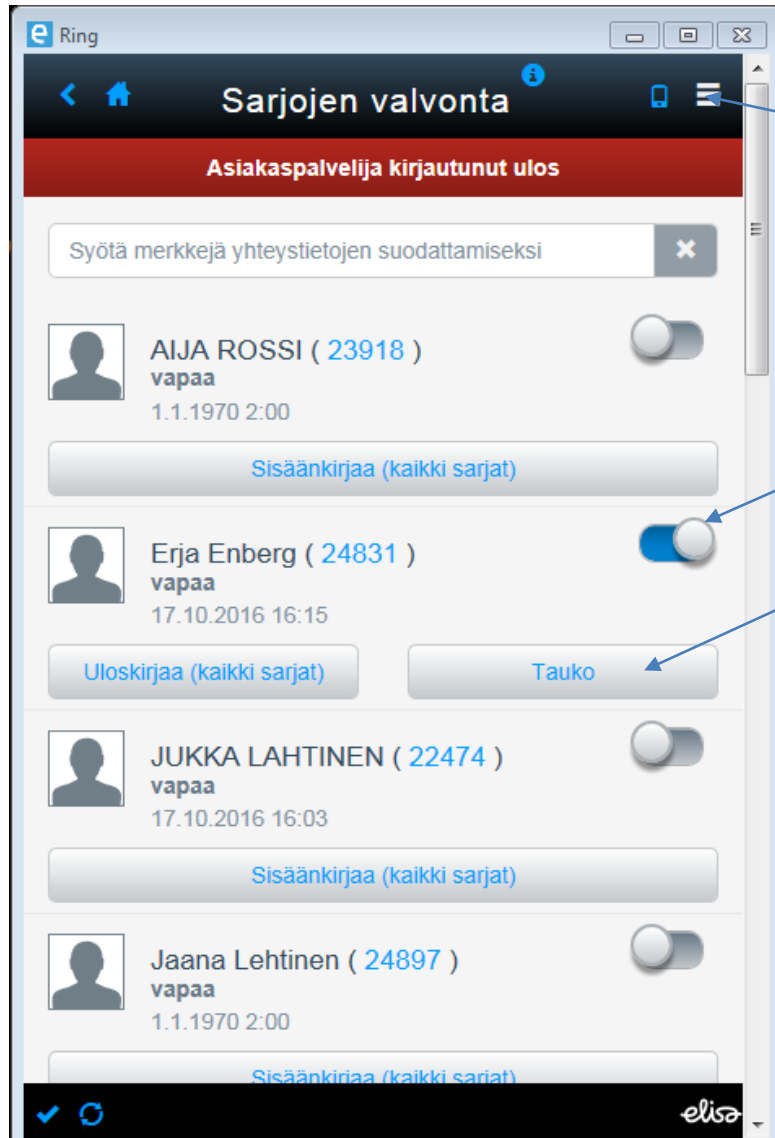 Ring
Sarjojen valvonta
Asiakaspalvelija kirjautunut ulos
Syötä merkkejä yhteystietojen suodattamiseksi
AIJA ROSSI ( 23918 )
vapaa
1.1.1970 2:00
Sisäänkirjaa (kaikki sarjat)
Erja Enberg ( 24831 )
vapaa
17.10.2016 16:15
Uloskirjaa (kaikki sarjat) Tauko
JUKKA LAHTINEN ( 22474 )
vapaa
17.10.2016 16:03
Sisäänkirjaa (kaikki sarjat)
Jaana Lehtinen ( 24897 )
vapaa
1.1.1970 2:00
Sisäänkirjaa (kaikki sarjat)
elisa